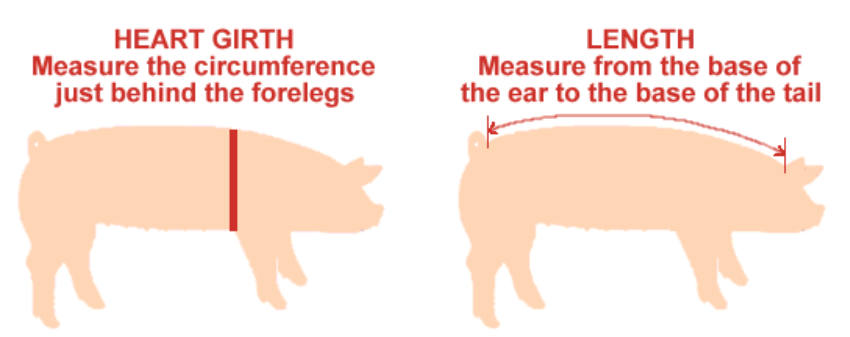 HEART GIRTH
Measure the circumference
just behind the forelegs
LENGTH
Measure from the base of
the ear to the base of the tail